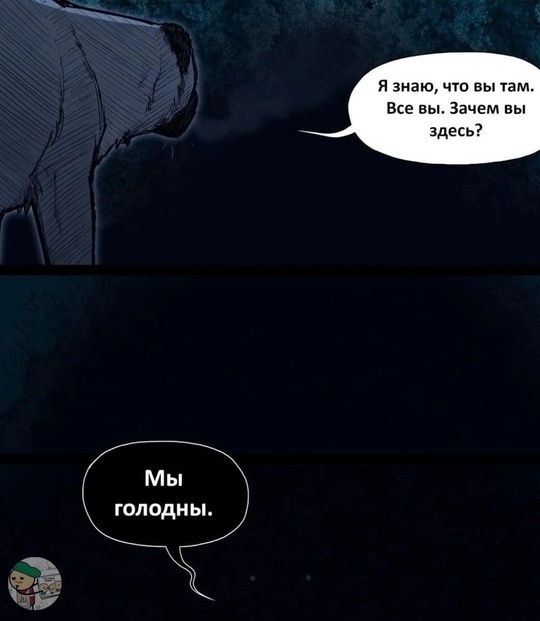 Я знаю, что вы там.
Все вы. Зачем вы
здесь?
Мы
голодны.